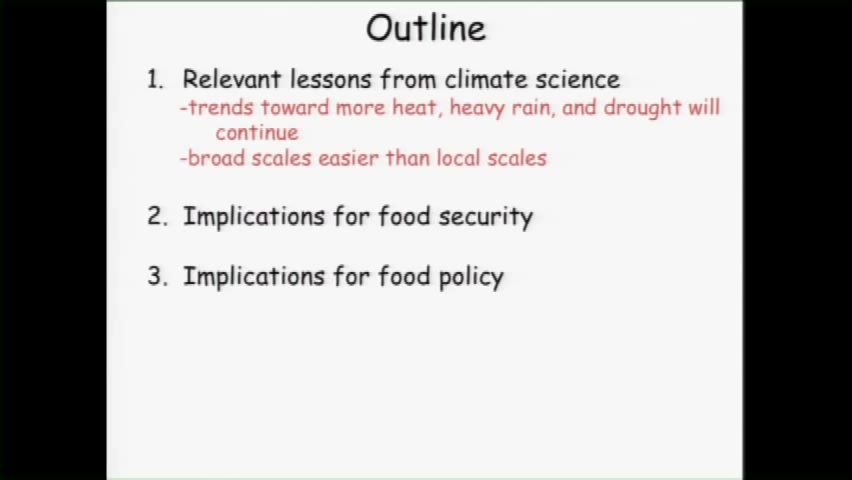 Outline
1. Relevant lessons from climate science
-trends toward more heat, heavy rain, and drought will
continue
-broad scales easier than local scales
2. Implications for food security
3. Implications for food policy